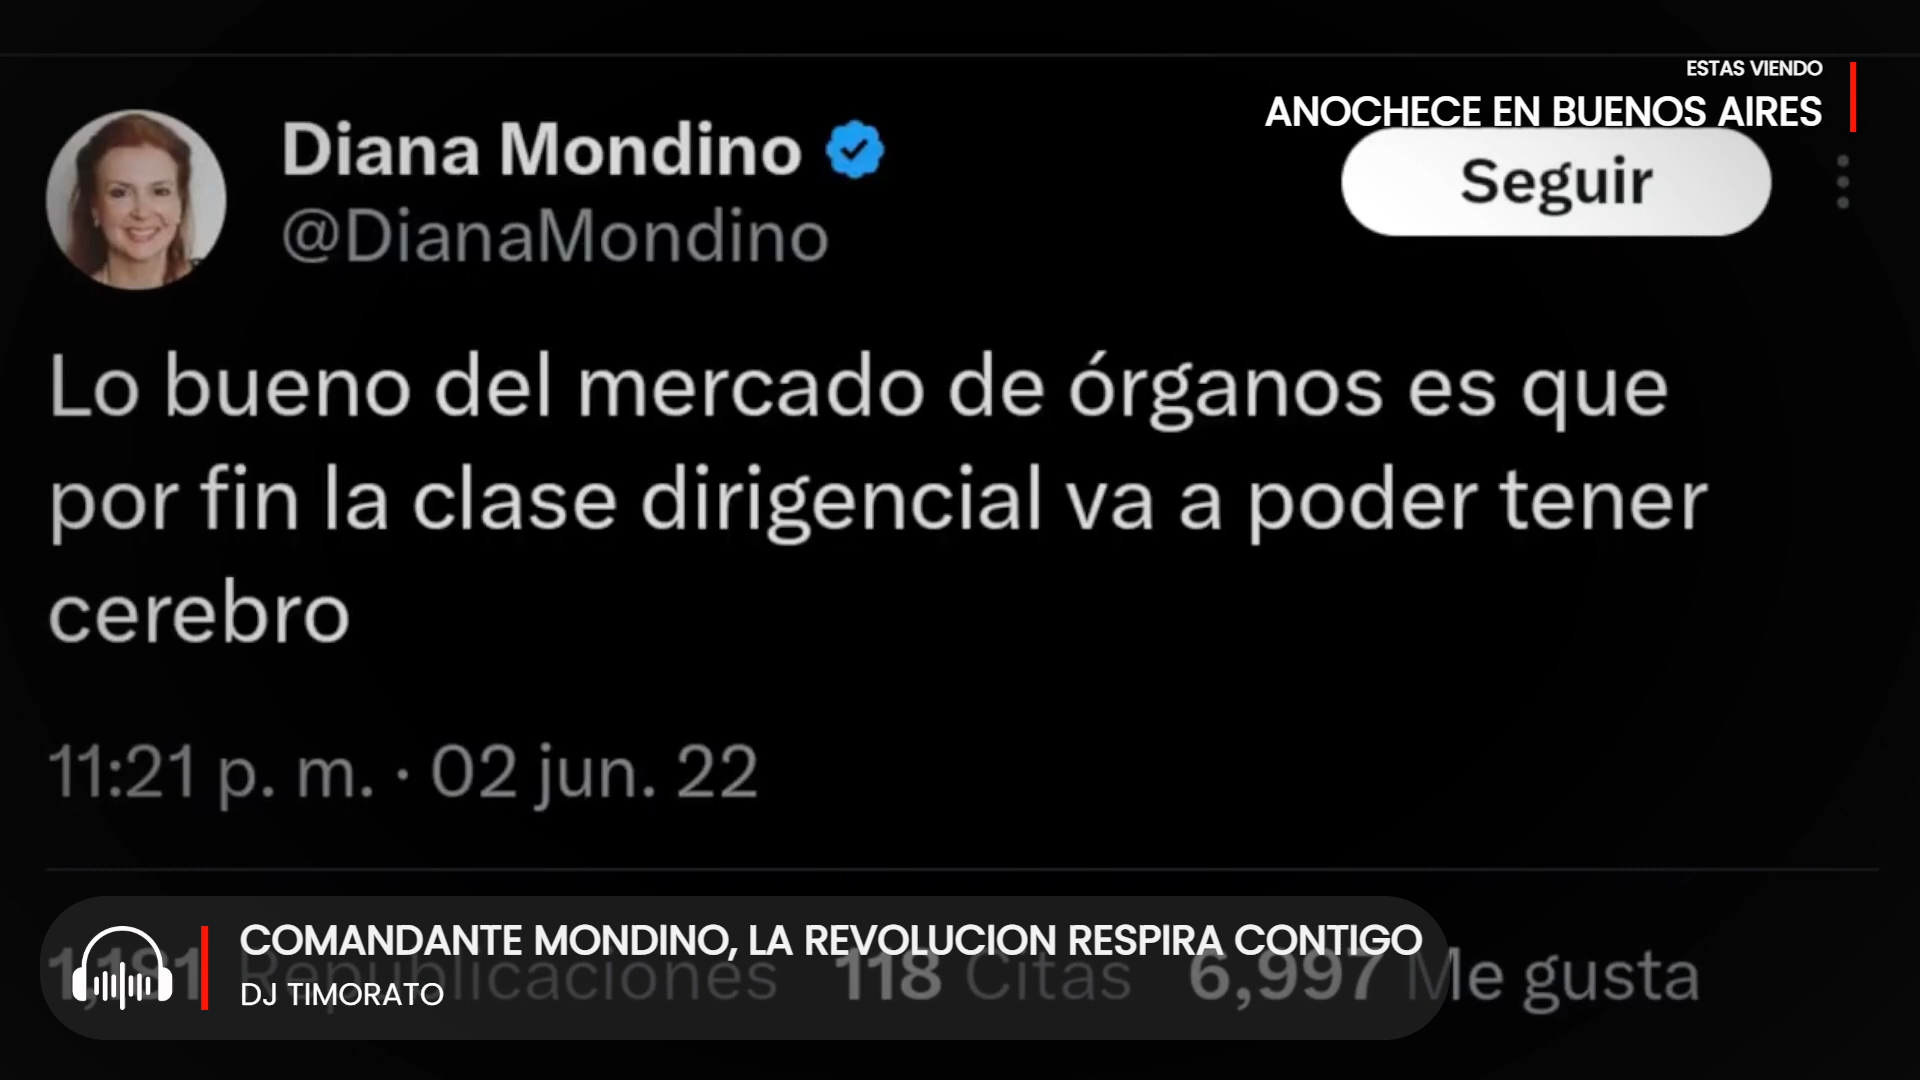 ESTAS VIENDO
ANOCHECE EN BUENOS AIRES
Diana Mondino
@DianaMondino
Seguir
Lo bueno del mercado de órganos es que
por fin la clase dirigencial va a poder tener
cerebro
11:21 p. m. · 02 jun. 22
COMANDANTE MONDINO, LA REVOLUCION RESPIRA CONTIGO
1,181 Republicaciones 118 Citas 6,997 Me gusta
DJ TIMORATO